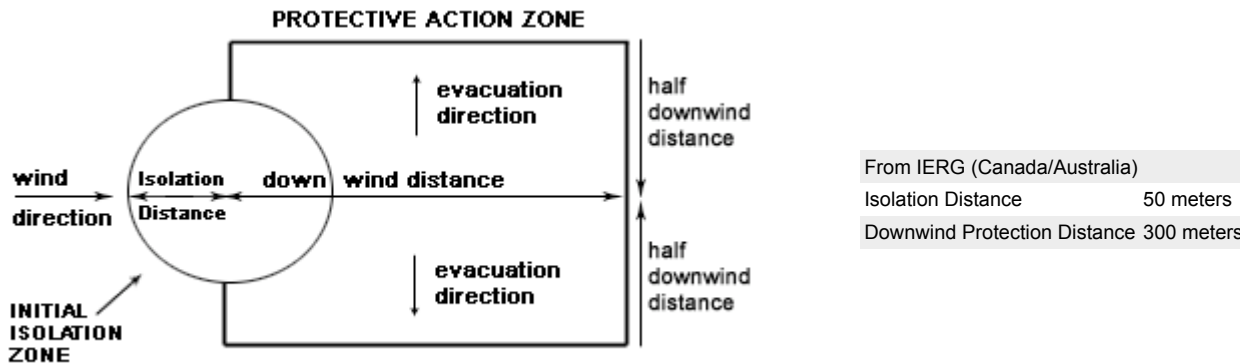 PROTECTIVE ACTION ZONE
evacuation
direction
half
downwind
distance
wind
direction
Isolation
Distance
down wind distance
evacuation
direction
half
downwind
distance
INITIAL
ISOLATION
ZONE
From IERG (Canada/Australia)
Isolation Distance 50 meters
Downwind Protection Distance 300 meters